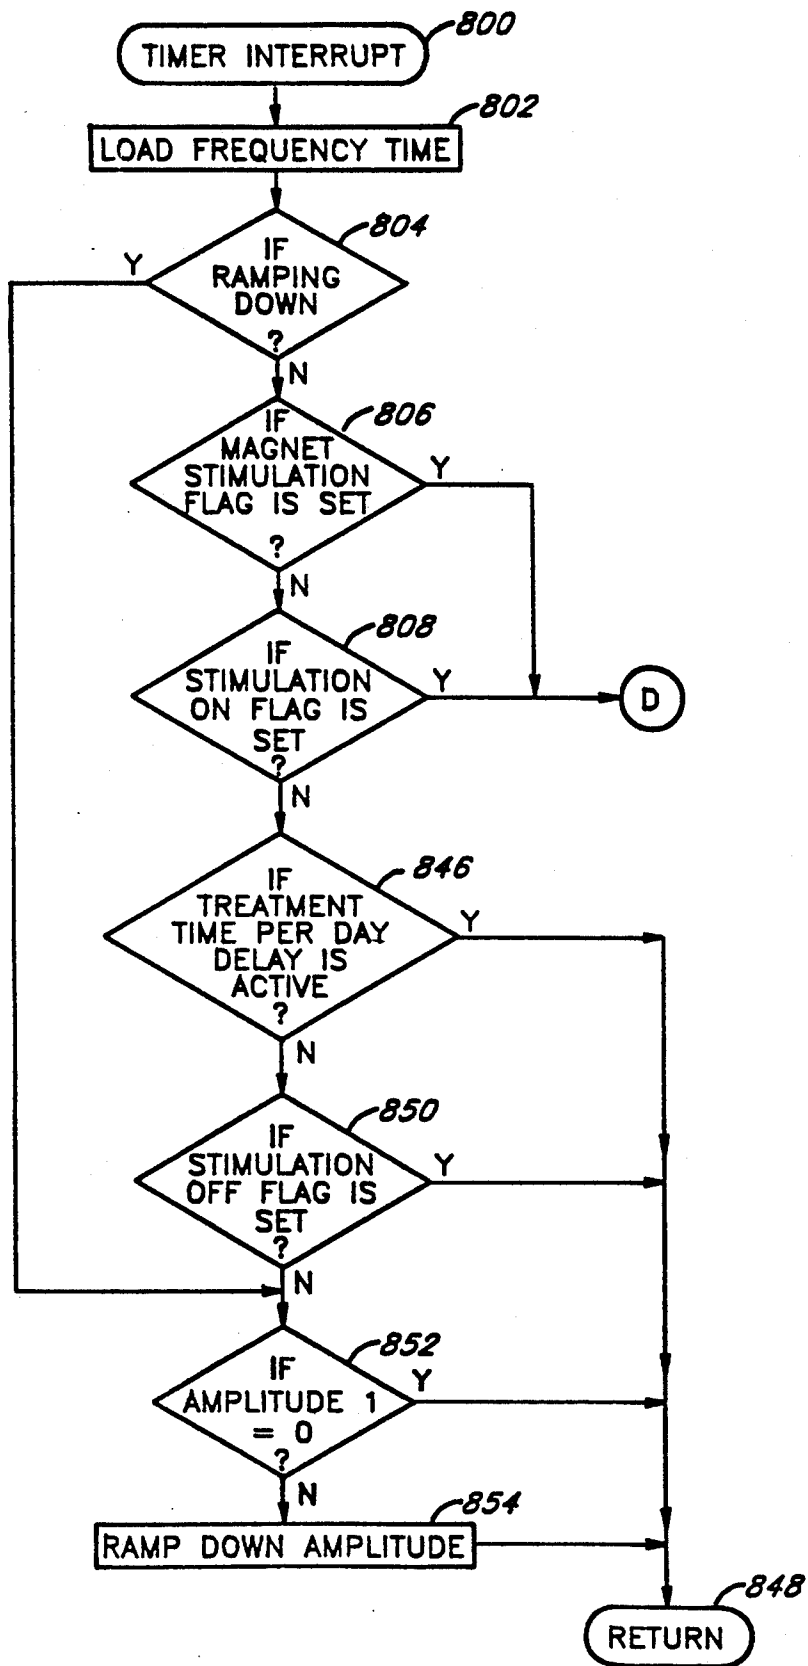 800
TIMER INTERRUPT
802
LOAD FREQUENCY TIME
804
Y
IF
RAMPING
DOWN
?
N
806
IF
MAGNET
STIMULATION
FLAG IS SET
?
Y
N
808
IF
STIMULATION
ON FLAG IS
SET
?
Y
D
N
846
IF
TREATMENT
TIME PER DAY
DELAY IS
ACTIVE
?
Y
N
850
IF
STIMULATION
OFF FLAG IS
SET
?
Y
N
852
IF
AMPLITUDE 1
= 0
?
Y
N
854
RAMP DOWN AMPLITUDE
848
RETURN